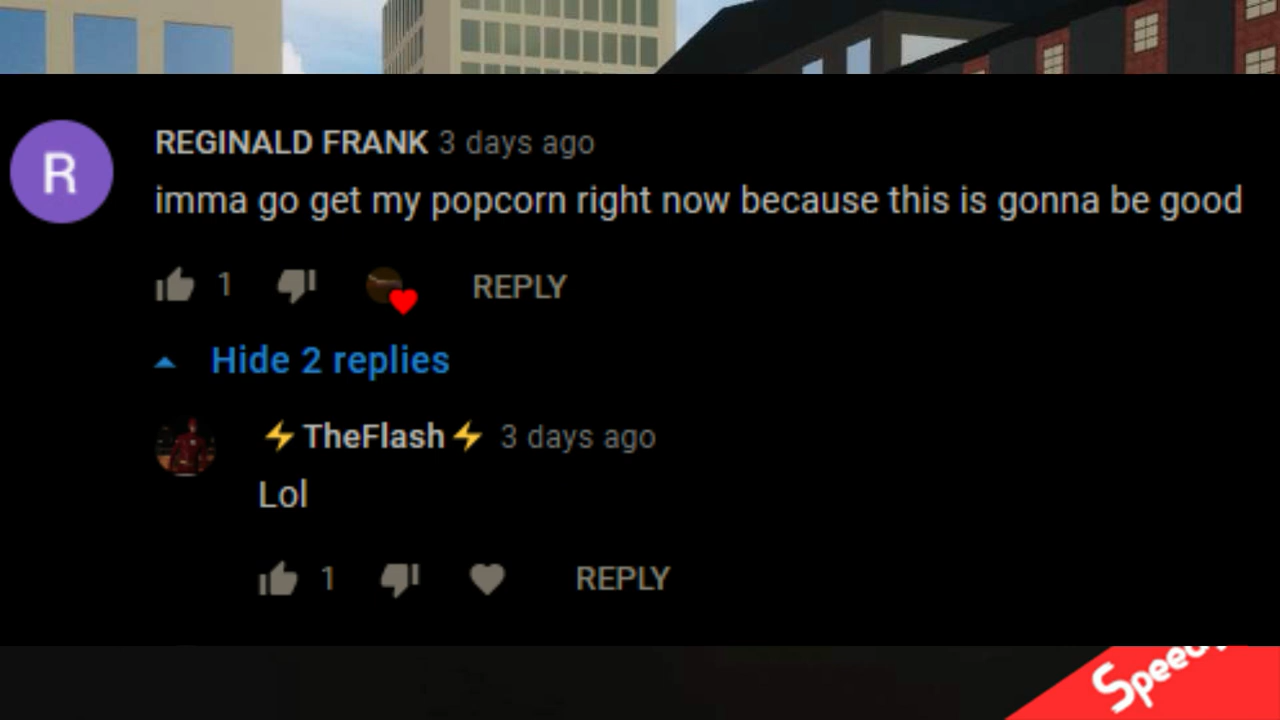 REGINALD FRANK 3 days ago
R
imma go get my popcorn right now because this is gonna be good
1 REPLY
Hide 2 replies
⚡TheFlash⚡ 3 days ago
Lol
1 REPLY